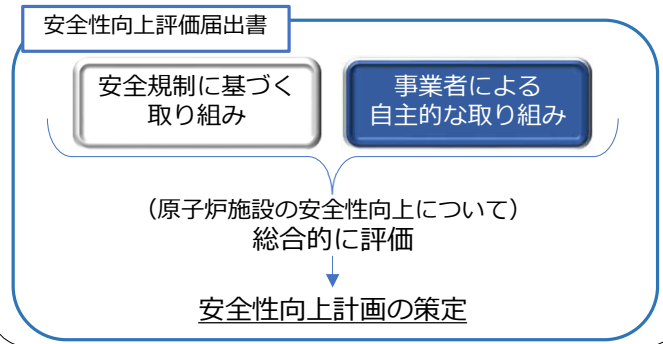 安全性向上評価届出書
安全規制に基づく
取り組み
事業者による
自主的な取り組み
（原子炉施設の安全性向上について）
総合的に評価
安全性向上計画の策定